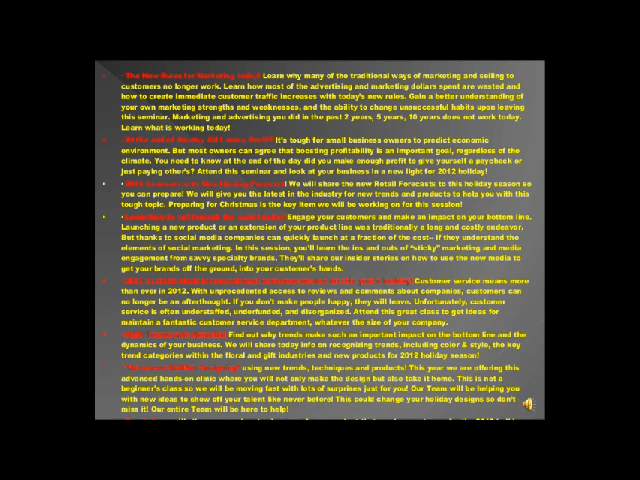 The New Rules for Marketing today! Learn why many of the traditional ways of marketing and selling to
customers no longer work. Learn how most of the advertising and marketing dollars spent are wasted and
how to create immediate customer traffic increases with today's new rules. Gain a better understanding of
your own marketing strengths and weaknesses, and the ability to change unsuccessful habits upon leaving
this seminar. Marketing and advertising you did in the past 2 years, 5 years, 10 years does not work today.
Learn what is working today!
It's tough for small business owners to predict economic
environment. But most owners can agree that boosting profitability is an important goal, regardless of the
climate. You need to know at the end of the day did you make enough profit to give yourself a paycheck or
just paying other's? Attend this seminar and look at your business in a new light for 2012 holiday!
We will share the new Retail Forecasts to this holiday season so
you can prepare! We will give you the latest in the industry for new trends and products to help you with this
tough topic. Preparing for Christmas is the key item we will be working on for this session!
Engage your customers and make an impact on your bottom line.
Launching a new product or an extension of your product line was traditionally a long and costly endeavor.
But thanks to social media companies can quickly launch at a fraction of the cost– if they understand the
elements of social marketing. In this session, you'll learn the ins and outs of "sticky" marketing and media
engagement from savvy specialty brands. They'll share our insider stories on how to use the new media to
get your brands off the ground, into your customer's hands.
Customer service means more
than ever in 2012. With unprecedented access to reviews and comments about companies, customers can
no longer be an afterthought. If you don't make people happy, they will leave. Unfortunately, customer
service is often understaffed, underfunded, and disorganized. Attend this great class to get ideas for
maintain a fantastic customer service department, whatever the size of your company.
Find out why trends make such an important impact on the bottom line and the
dynamics of your business. We will share today info on recognizing trends, including color & style, the key
trend categories within the floral and gift industries and new products for 2012 holiday season!
using new trends, techniques and products! This year we are offering this
advanced hands-on clinic where you will not only make the design but also take it home. This is not a
beginner's class so we will be moving fast with lots of surprises just for you! Our Team will be helping you
with new ideas to show off your talent like never before! This could change your holiday designs so don't
miss it! Our entire Team will be here to help!